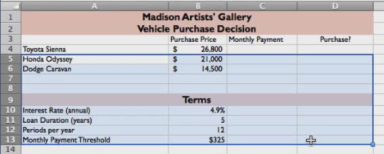 A B C D
1 Madison Artists' Gallery
2 Vehicle Purchase Decision
3 Purchase Price Monthly Payment Purchase?
4 Toyota Sienna $ 26,800
5 Honda Odyssey $ 21,000
6 Dodge Caravan $ 14,500
7
8
9 Terms
10 Interest Rate (annual) 4.9%
11 Loan Duration (years) 5
12 Periods per year 12
13 Monthly Payment Threshold $325
14